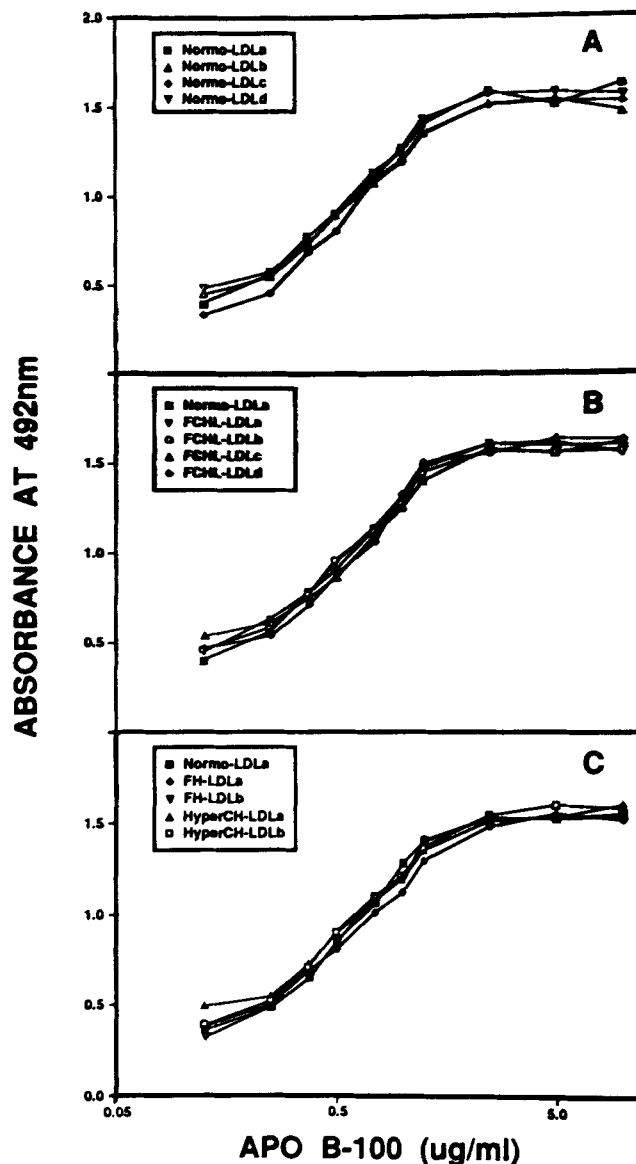 A
2.0
Normo-LDLa
Normo-LDLb
Normo-LDLc
Normo-LDLd
1.5
1.0
0.5
B
Normo-LDLa
FCHL-LDLa
FCHL-LDLb
FCHL-LDLc
FCHL-LDLd
1.5
1.0
0.5
C
Normo-LDLa
FH-LDLa
FH-LDLb
HyperCH-LDLa
HyperCH-LDLb
1.5
1.0
0.5
0.0
0.05
0.5
5.0
ABSORBANCE AT 492nm
APO B-100 (ug/ml)